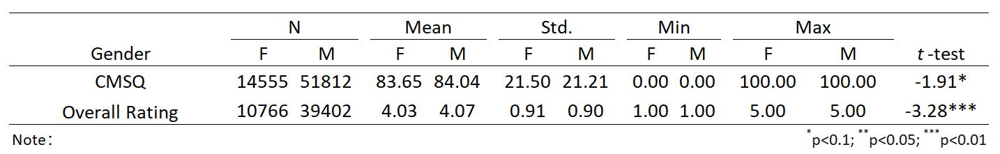 N Mean Std. Min Max
Gender F M F M F M F M F M t -test
CMSQ 14555 51812 83.65 84.04 21.50 21.21 0.00 0.00 100.00 100.00 -1.91*
Overall Rating 10766 39402 4.03 4.07 0.91 0.90 1.00 1.00 5.00 5.00 -3.28***
Note： *p<0.1; **p<0.05; ***p<0.01